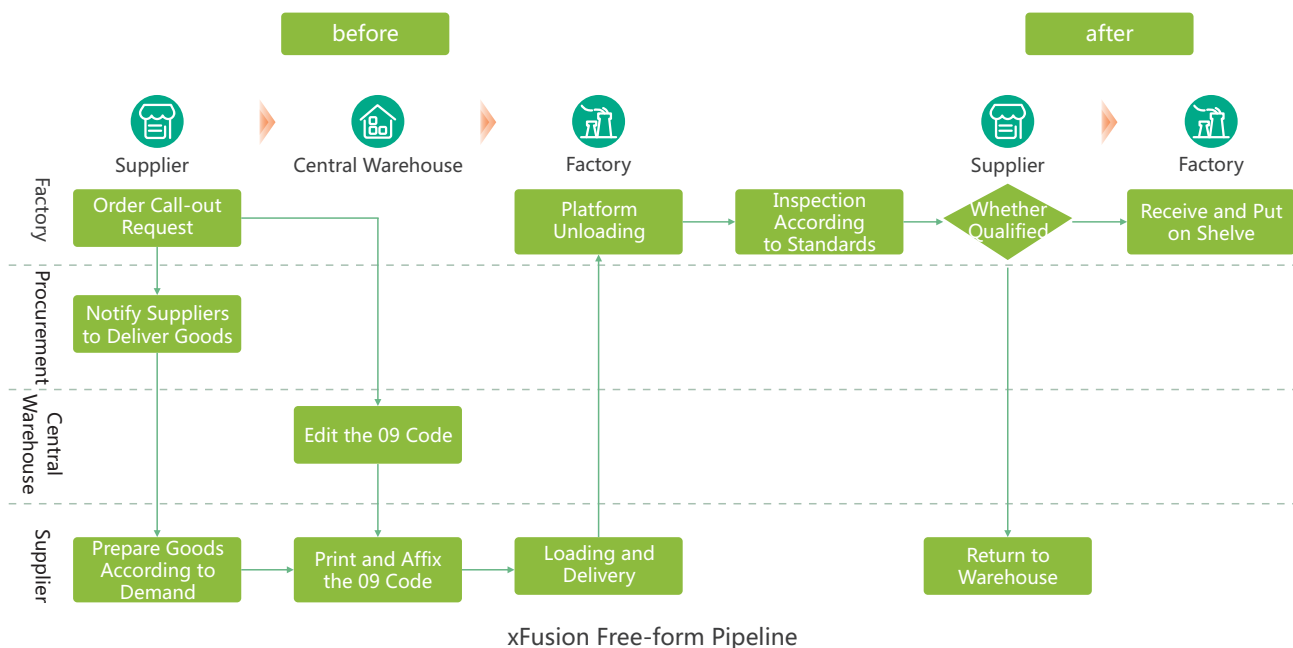 before
after
Supplier
Central Warehouse
Factory
Supplier
Factory
Factory
Order Call-out
Request
Platform
Unloading
Inspection
According
to Standards
Whether
Qualified
Receive and Put
on Shelve
Procurement
Notify Suppliers
to Deliver Goods
Central
Warehouse
Edit the 09 Code
Supplier
Prepare Goods
According to
Demand
Print and Affix
the 09 Code
Loading and
Delivery
Return to
Warehouse
xFusion Free-form Pipeline